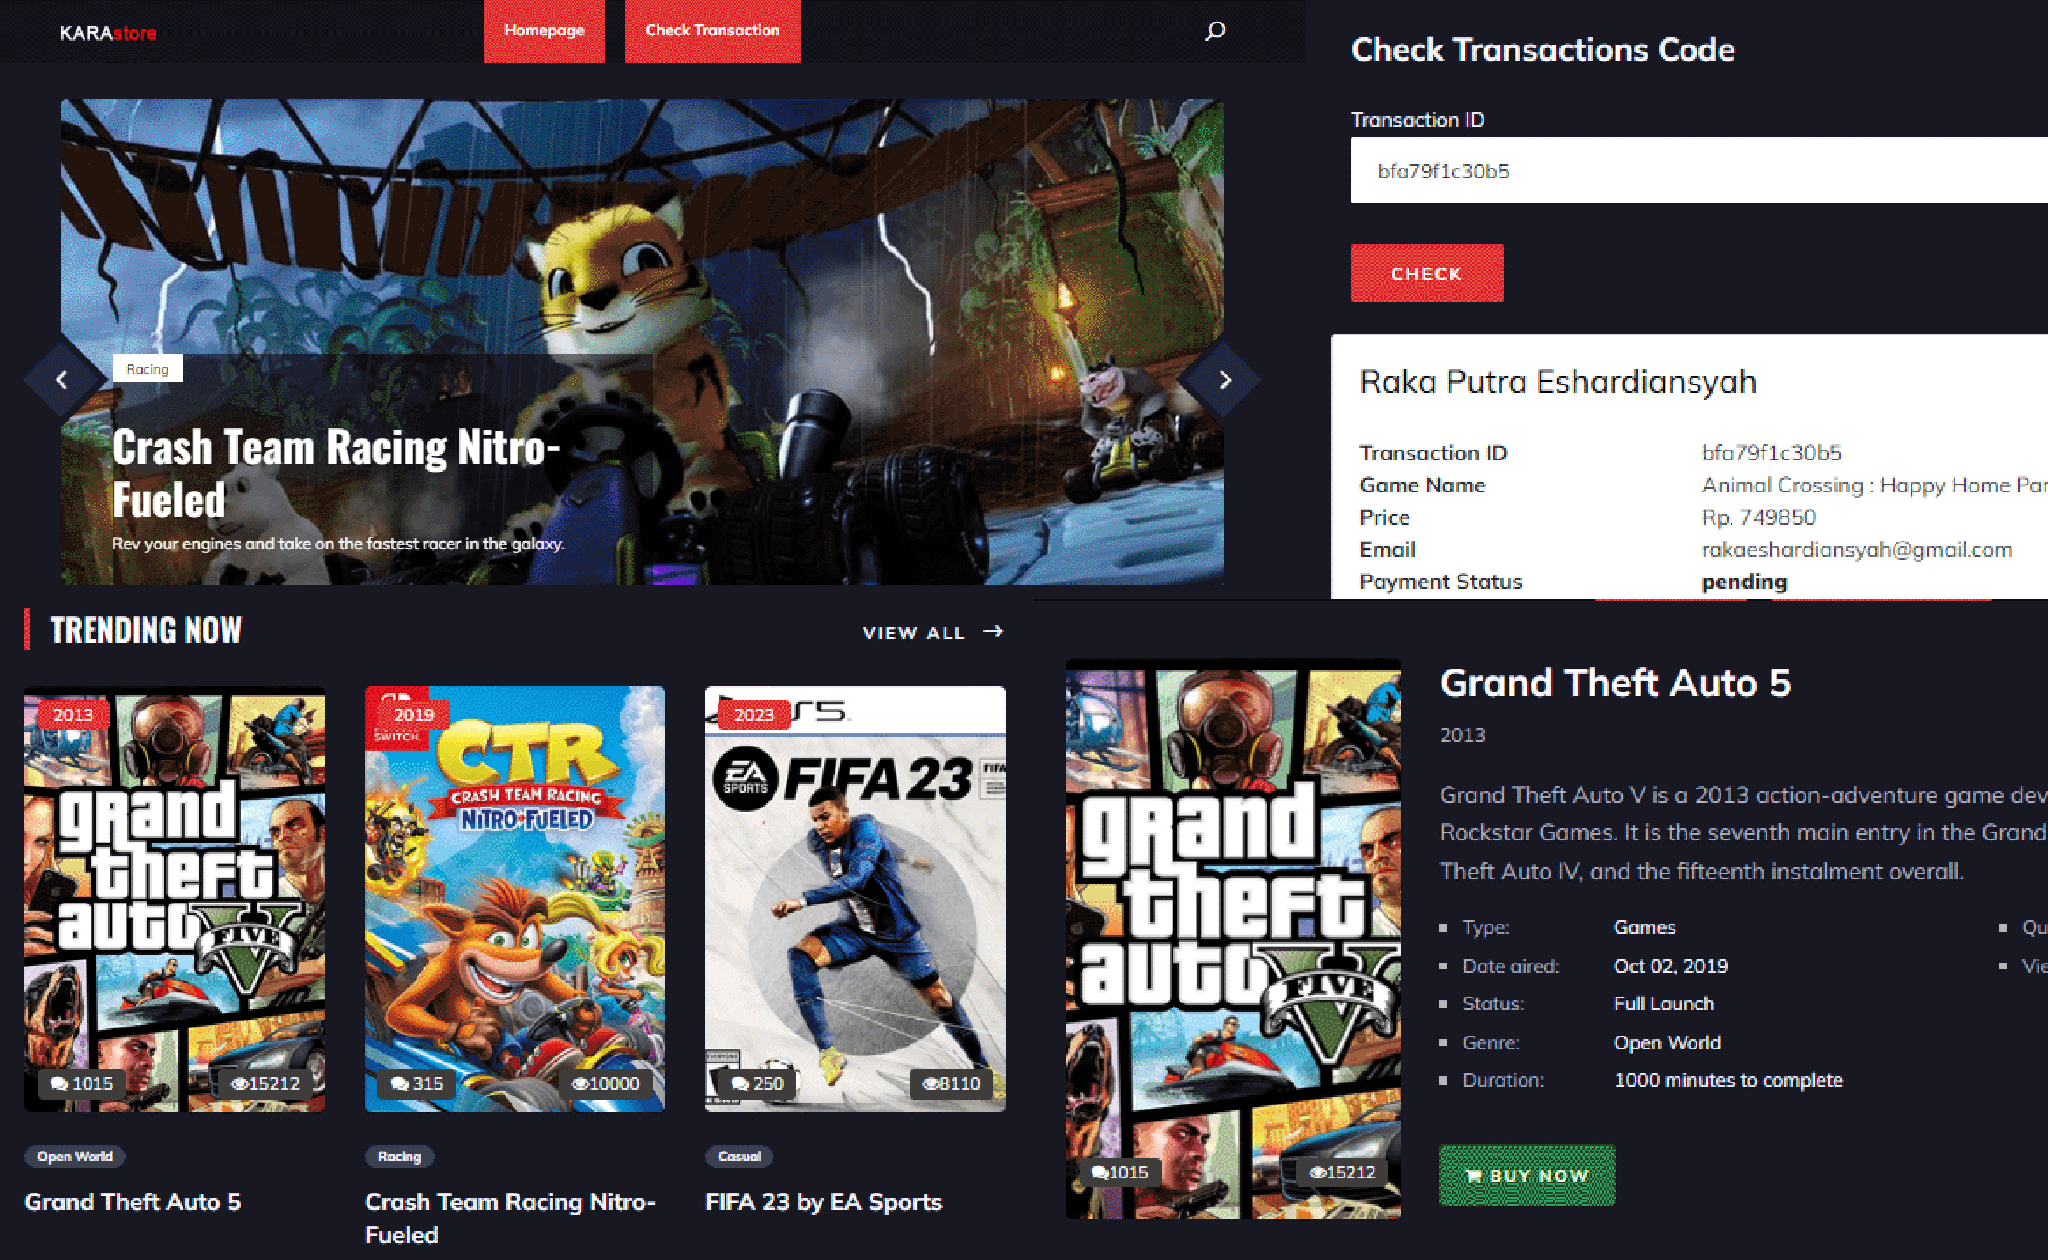 KARAstore
Homepage
Check Transaction
Racing
Crash Team Racing Nitro-
Fueled
Rev your engines and take on the fastest racer in the galaxy.
Check Transactions Code
Transaction ID
bfa79f1c30b5
CHECK
Raka Putra Eshardiansyah
Transaction ID bfa79f1c30b5
Game Name Animal Crossing : Happy Home Par
Price Rp. 749850
Email rakaeshardiansyah@gmail.com
Payment Status pending
TRENDING NOW
VIEW ALL →
2013
grand
theft
auto
FIVE
V
1015
15212
Open World
Grand Theft Auto 5
2019
SWITCH
CTR
CRASH TEAM RACING
NITRO-FUELED
315
10000
Racing
Crash Team Racing Nitro-
Fueled
2023
PS5
EA
SPORTS
FIFA 23
FIFA
EVERYONE
250
8110
Casual
FIFA 23 by EA Sports
grand
theft
auto
FIVE
V
1015
15212
Grand Theft Auto 5
2013
Grand Theft Auto V is a 2013 action-adventure game dev
Rockstar Games. It is the seventh main entry in the Grand
Theft Auto IV, and the fifteenth instalment overall.
Type: Games
Date aired: Oct 02, 2019
Status: Full Launch
Genre: Open World
Duration: 1000 minutes to complete
Qu
Vie
BUY NOW